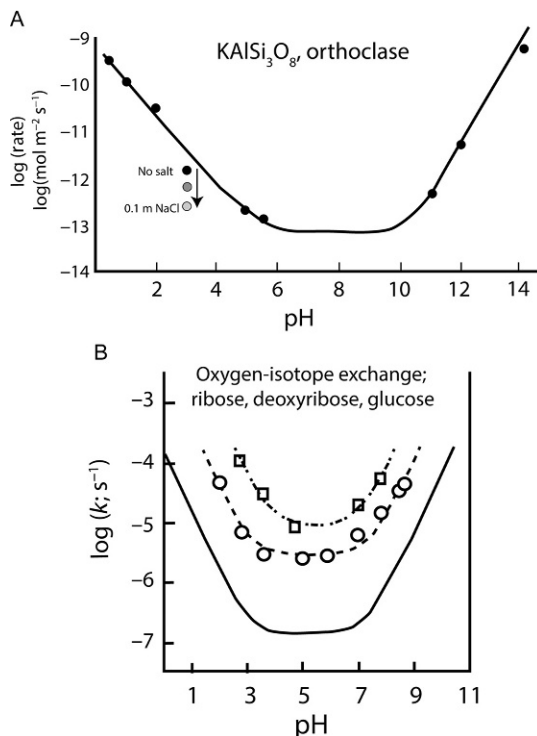 A
KAlSi3O8, orthoclase
log (rate)
log(mol m−2 s−1)
−9
−10
−11
−12
−13
−14
No salt
0.1 m NaCl
2
4
6
8
10
12
14
pH
B
Oxygen-isotope exchange;
ribose, deoxyribose, glucose
log (k; s−1)
−3
−4
−5
−6
−7
1
3
5
7
9
11
pH